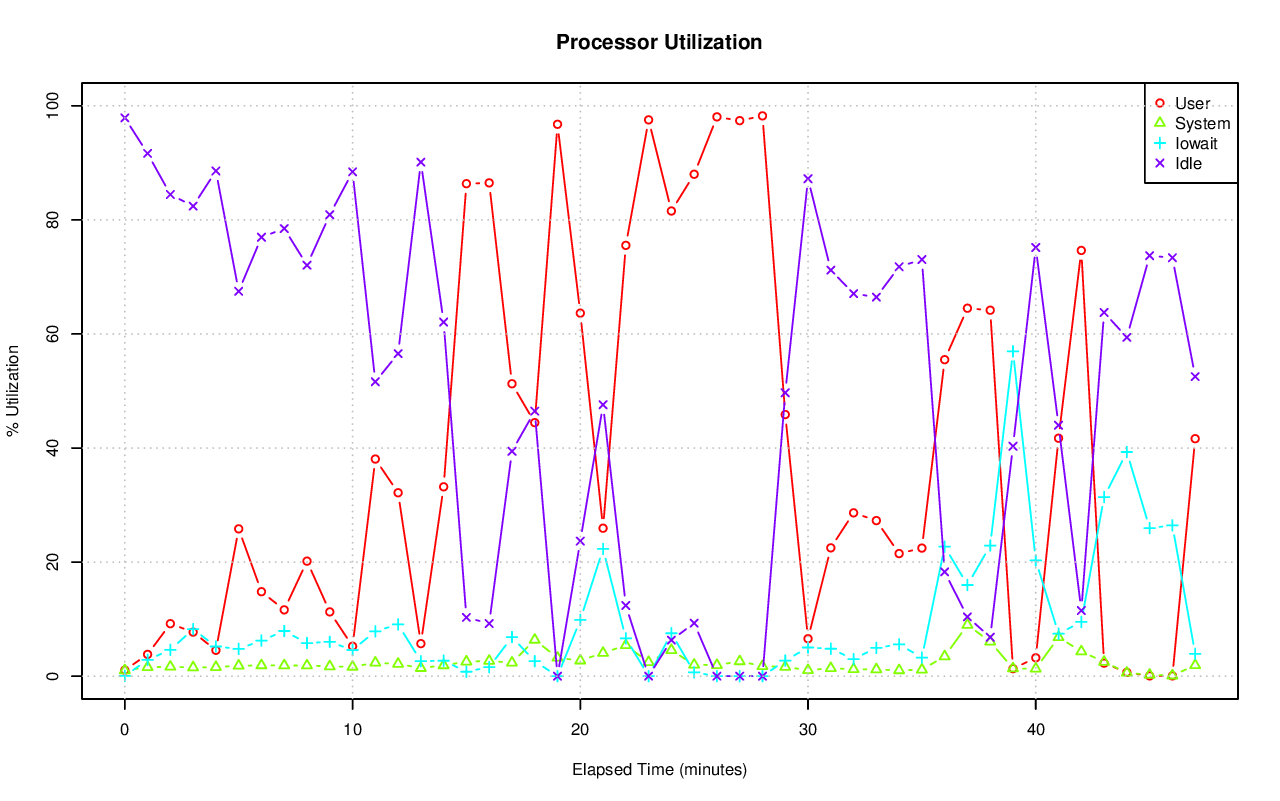 Processor Utilization
% Utilization
100
80
60
40
20
0
User
System
Iowait
Idle
0 10 20 30 40
Elapsed Time (minutes)